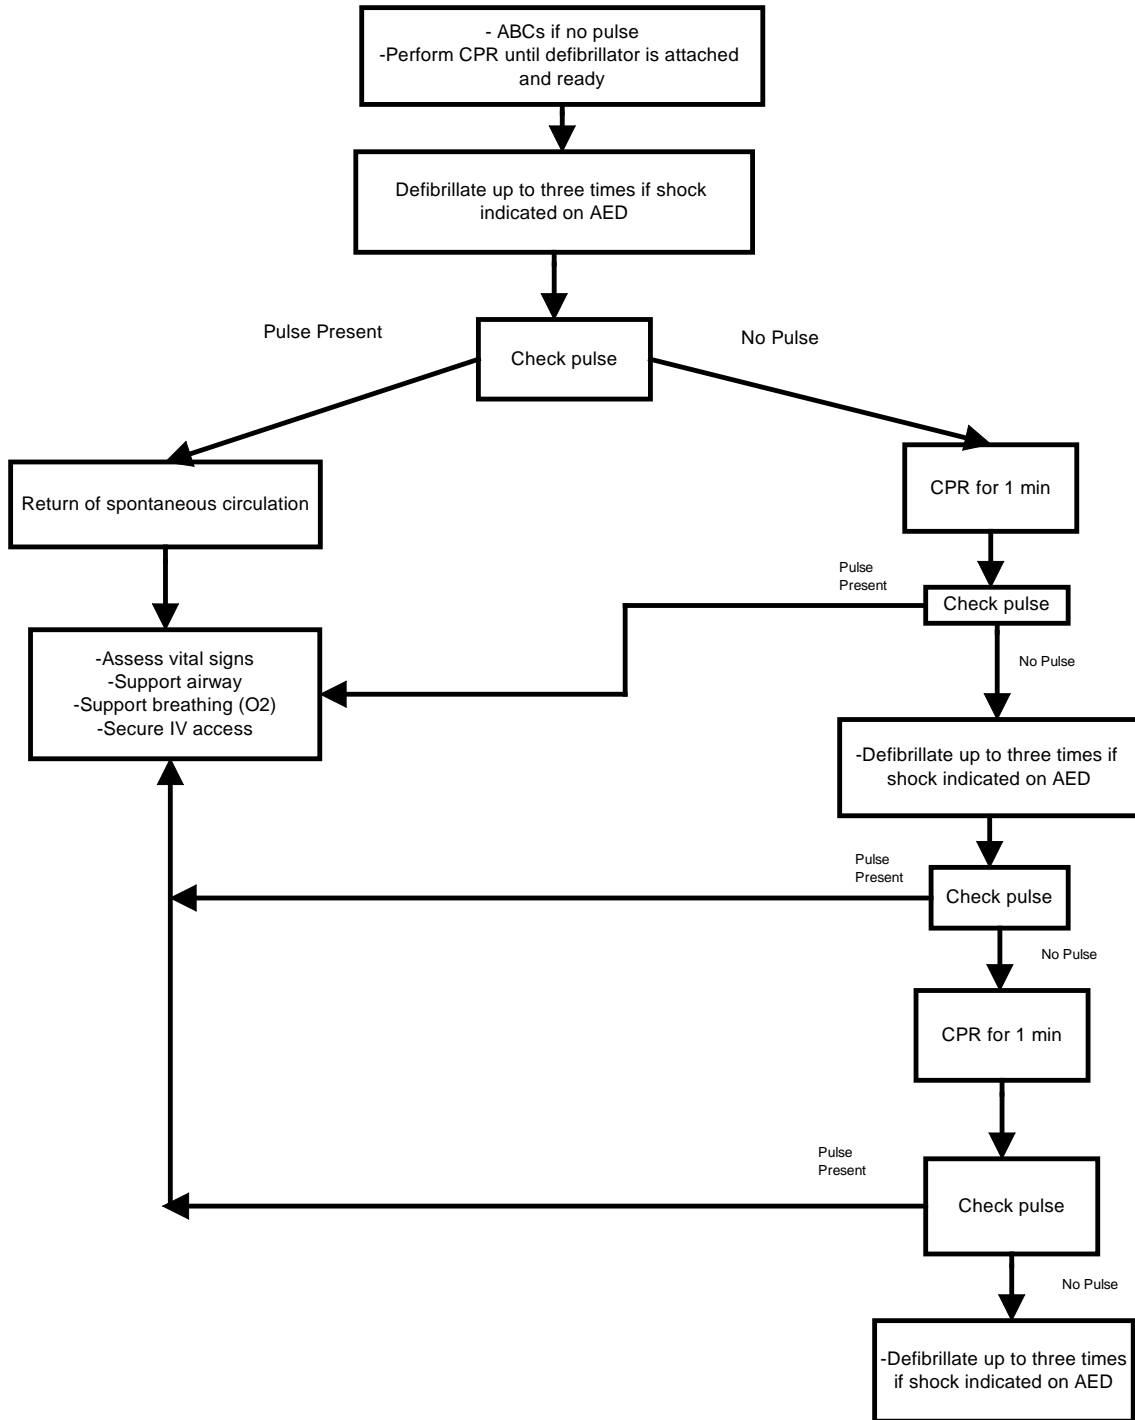 - ABCs if no pulse
-Perform CPR until defibrillator is attached
and ready
Defibrillate up to three times if shock
indicated on AED
Pulse Present
No Pulse
Check pulse
Return of spontaneous circulation
CPR for 1 min
Pulse
Present
Check pulse
-Assess vital signs
-Support airway
-Support breathing (O2)
-Secure IV access
No Pulse
-Defibrillate up to three times if
shock indicated on AED
Pulse
Present
Check pulse
No Pulse
CPR for 1 min
Pulse
Present
Check pulse
No Pulse
-Defibrillate up to three times
if shock indicated on AED